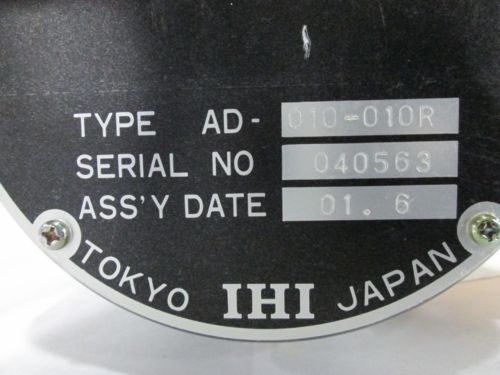 TYPE AD-010-010R
SERIAL NO 040563
ASS'Y DATE 01. 6
TOKYO IHI JAPAN